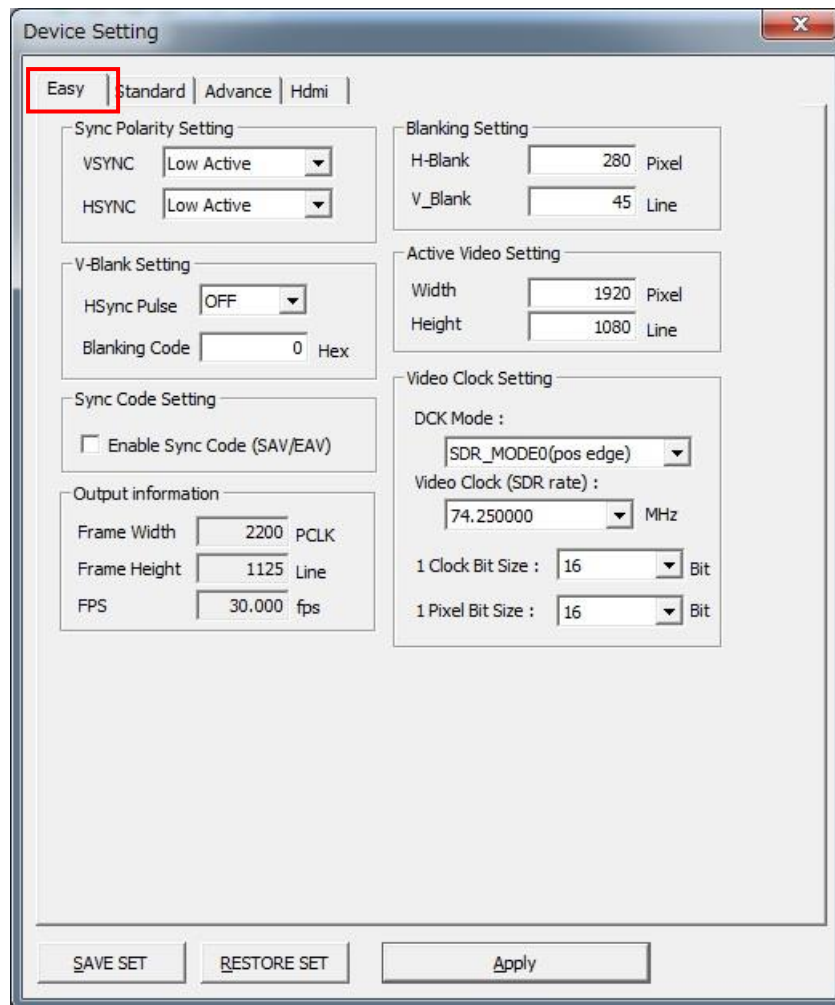 Device Setting
Easy Standard Advance Hdmi
Sync Polarity Setting
VSYNC Low Active
HSYNC Low Active
V-Blank Setting
HSync Pulse OFF
Blanking Code 0 Hex
Sync Code Setting
Enable Sync Code (SAV/EAV)
Output information
Frame Width 2200 PCLK
Frame Height 1125 Line
FPS 30.000 fps
Blanking Setting
H-Blank 280 Pixel
V_Blank 45 Line
Active Video Setting
Width 1920 Pixel
Height 1080 Line
Video Clock Setting
DCK Mode :
SDR_MODE0(pos edge)
Video Clock (SDR rate) :
74.250000 MHz
1 Clock Bit Size : 16 Bit
1 Pixel Bit Size : 16 Bit
SAVE SET RESTORE SET Apply